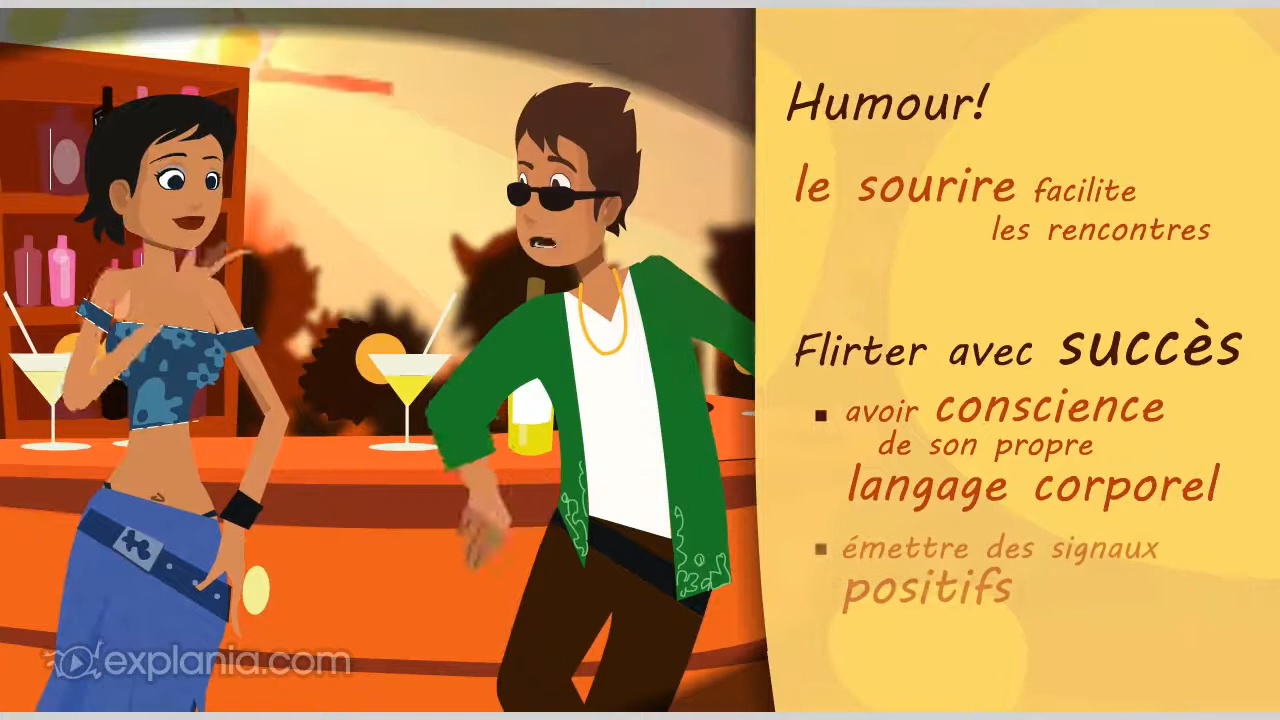 Humour!
le sourire facilite
les rencontres
Flirter avec succès
▪ avoir conscience
de son propre
langage corporel
▪ émettre des signaux
positifs
explania.com